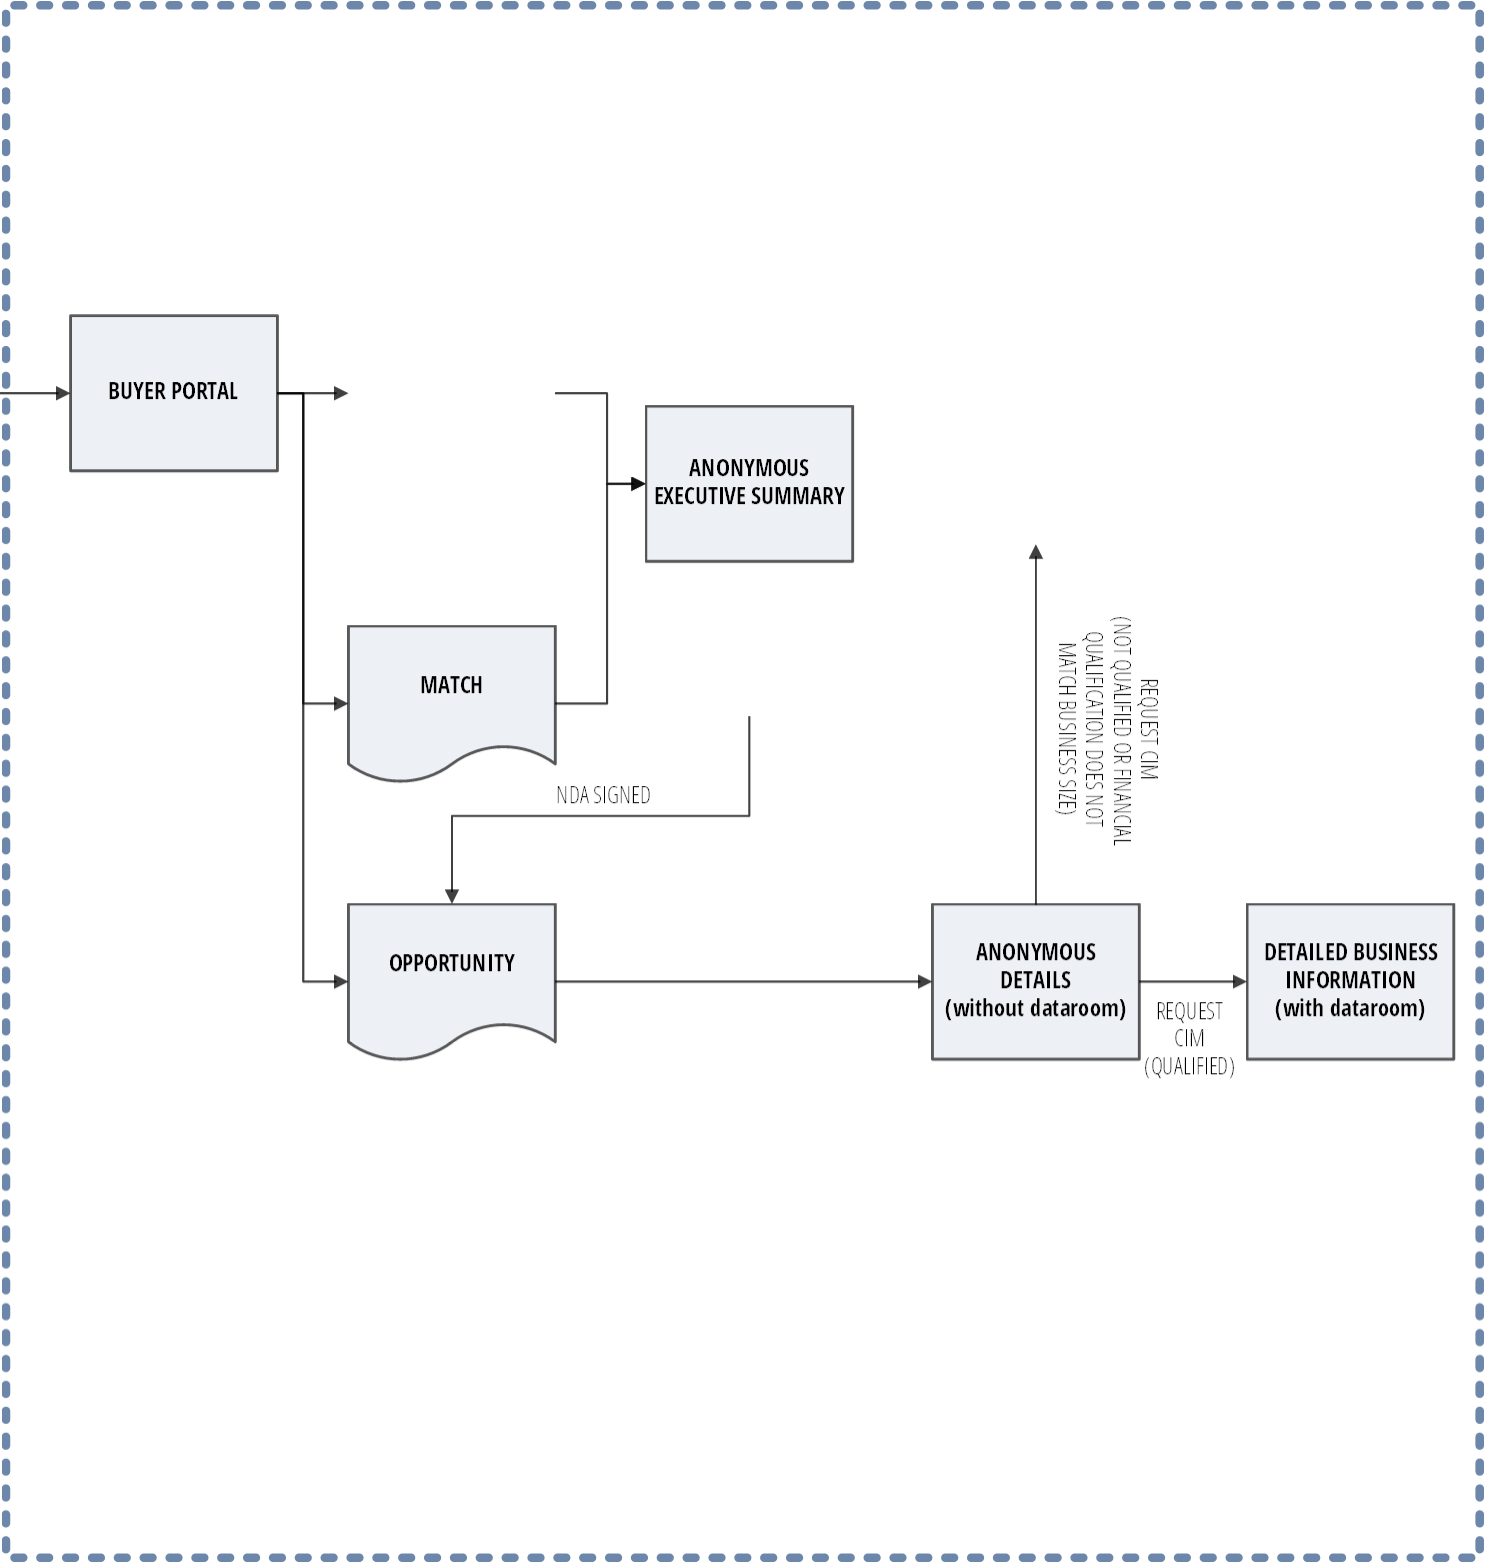 BUYER PORTAL
ANONYMOUS
EXECUTIVE SUMMARY
MATCH
REQUEST CIM
(NOT QUALIFIED OR FINANCIAL
QUALIFICATION DOES NOT
MATCH BUSINESS SIZE)
NDA SIGNED
OPPORTUNITY
ANONYMOUS
DETAILS
(without dataroom)
REQUEST
CIM
(QUALIFIED)
DETAILED BUSINESS
INFORMATION
(with dataroom)